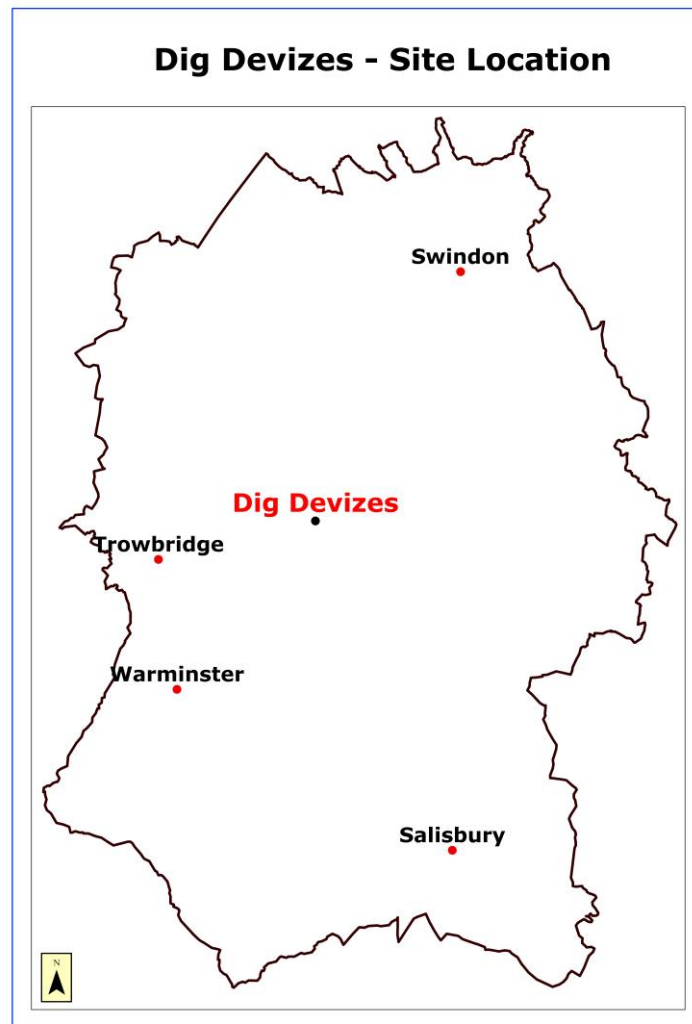 Dig Devizes - Site Location
Swindon
Dig Devizes
Trowbridge
Warminster
Salisbury
N